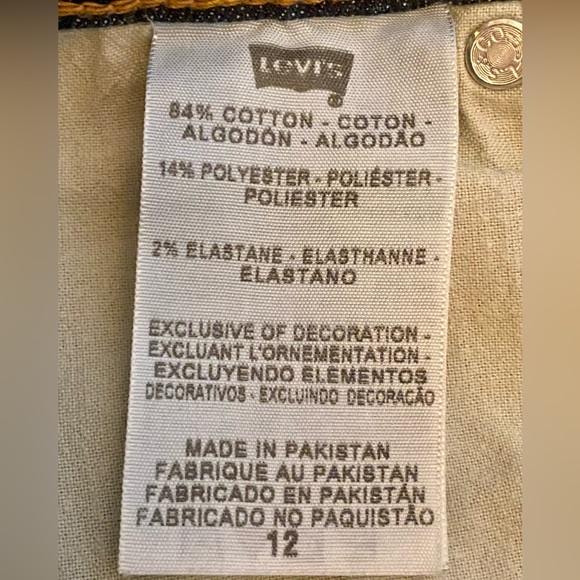 Levi's
®
84% COTTON - COTON -
ALGODÓN - ALGODÃO
14% POLYESTER - POLIÉSTER -
POLIESTER
2% ELASTANE - ELASTHANNE -
ELASTANO
EXCLUSIVE OF DECORATION -
EXCLUANT L'ORNEMENTATION -
EXCLUYENDO ELEMENTOS
DECORATIVOS - EXCLUINDO DECORAÇÃO
MADE IN PAKISTAN
FABRIQUE AU PAKISTAN
FABRICADO EN PAKISTÁN
FABRICADO NO PAQUISTÃO
12